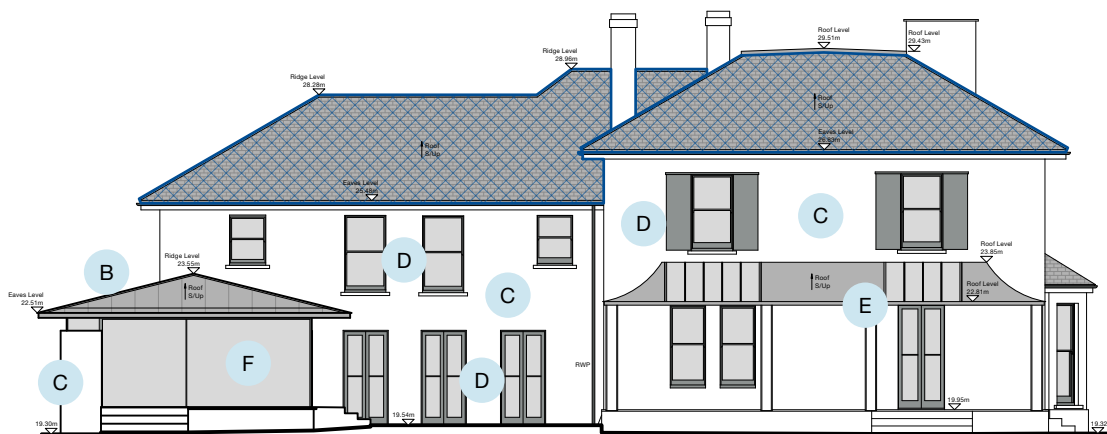 Roof Level
29.51m
Roof Level
29.43m
Ridge Level
28.96m
Ridge Level
28.28m
Roof
S/Up
Roof
S/Up
Eaves Level
Eaves Level
25.48m
D
C
Roof Level
23.85m
B
Ridge Level
23.55m
D
Eaves Level
22.51m
Roof
S/Up
C
Roof
S/Up
Roof Level
22.81m
E
F
RWP
C
D
19.95m
19.30m
19.54m
19.32